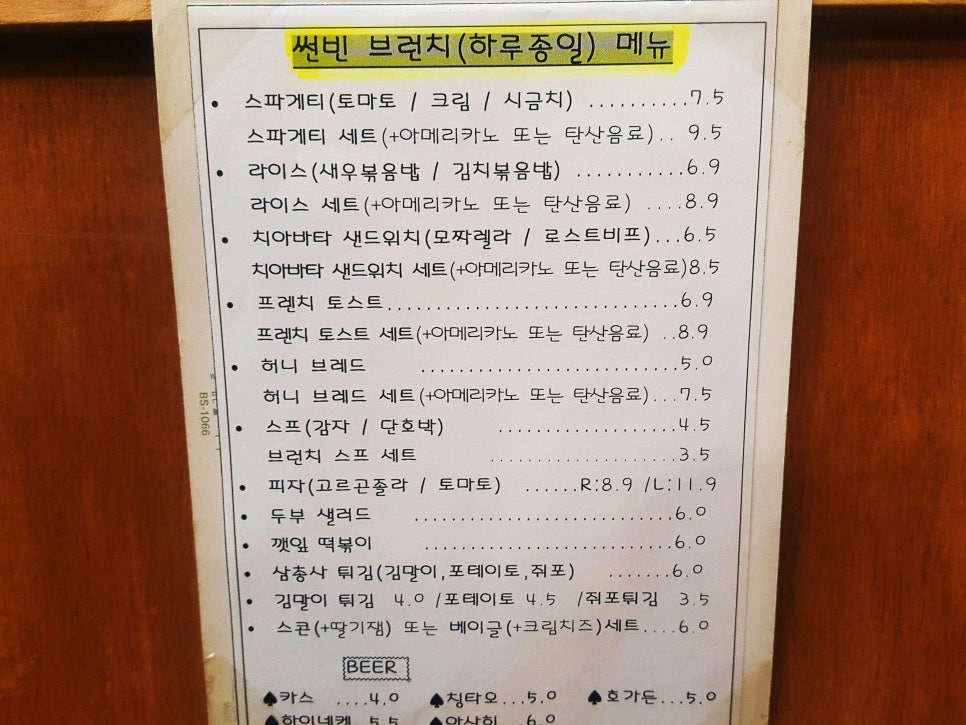 썬빈 브런치(하루종일) 메뉴
• 스파게티(토마토 / 크림 / 시금치) ..........7.5
스파게티 세트(+아메리카노 또는 탄산음료).. 9.5
• 라이스(새우볶음밥 / 김치볶음밥) ...........6.9
라이스 세트(+아메리카노 또는 탄산음료) ....8.9
• 치아바타 샌드위치(모짜렐라 / 로스트비프)...6.5
치아바타 샌드위치 세트(+아메리카노 또는 탄산음료)8.5
• 프렌치 토스트.............................6.9
프렌치 토스트 세트(+아메리카노 또는 탄산음료) ..8.9
• 허니 브레드 ..........................5.0
허니 브레드 세트(+아메리카노 또는 탄산음료)...7.5
• 스프(감자 / 단호박) ..................4.5
브런치 스프 세트 ...................3.5
• 피자(고르곤졸라 / 토마토) ......R:8.9 /L:11.9
• 두부 샐러드 ..........................6.0
• 깻잎 떡볶이 .........................6.0
• 삼총사 튀김(김말이,포테이토,쥐포) .......6.0
• 김말이 튀김 4.0 /포테이토 4.5 /쥐포튀김 3.5
• 스콘(+딸기잼) 또는 베이글(+크림치즈)세트....6.0
BEER
♠카스 ....4.0 ♠칭타오...5.0 ♠호가든...5.0
♠하이네켄 5.5 ♠아사히 ...6.0
BS-1066